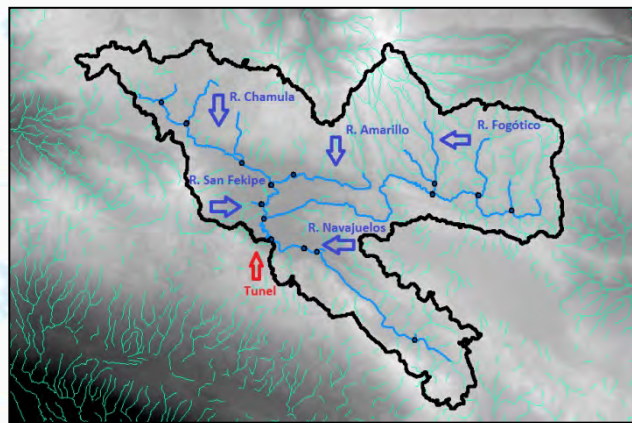 R. Chamula
R. Amarillo
R. Fogótico
R. San Fekipe
R. Navajuelos
Tunel